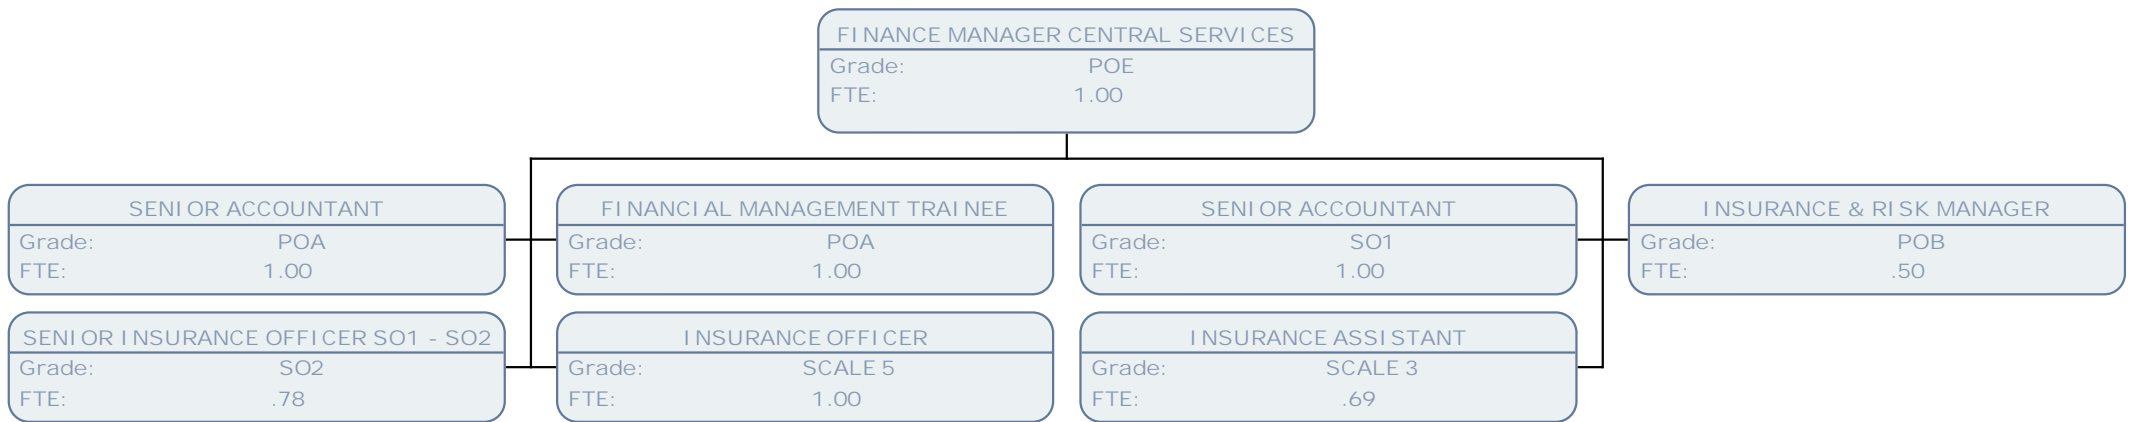 FINANCE MANAGER CENTRAL SERVICES
Grade: POE
FTE: 1.00
SENIOR ACCOUNTANT
Grade: POA
FTE: 1.00
FINANCIAL MANAGEMENT TRAINEE
Grade: POA
FTE: 1.00
SENIOR ACCOUNTANT
Grade: SO1
FTE: 1.00
INSURANCE & RISK MANAGER
Grade: POB
FTE: .50
SENIOR INSURANCE OFFICER SO1 - SO2
Grade: SO2
FTE: .78
INSURANCE OFFICER
Grade: SCALE 5
FTE: 1.00
INSURANCE ASSISTANT
Grade: SCALE 3
FTE: .69